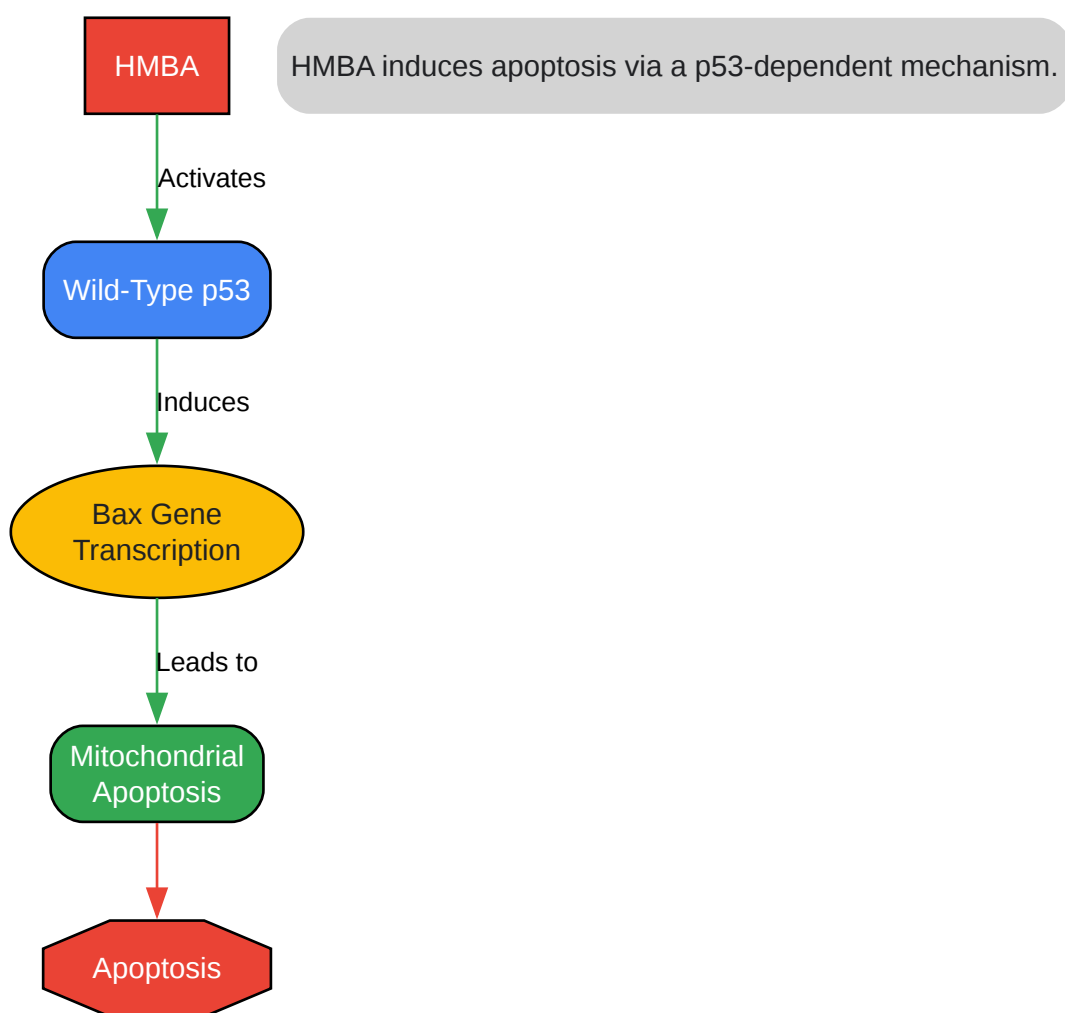 HMBA
HMBA induces apoptosis via a p53-dependent mechanism.
Activates
Wild-Type p53
Induces
Bax Gene
Transcription
Leads to
Mitochondrial
Apoptosis
Apoptosis